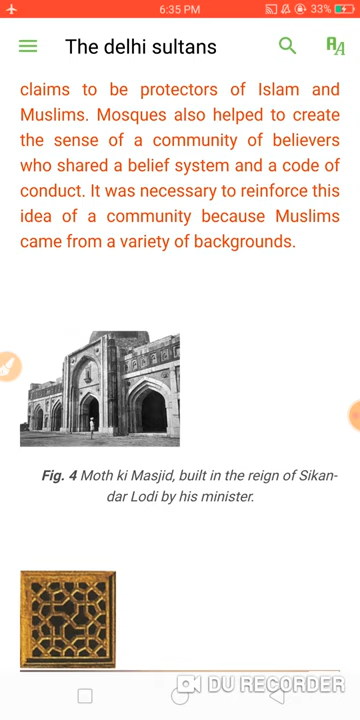 6:35 PM
33%
The delhi sultans
AA
claims to be protectors of Islam and
Muslims. Mosques also helped to create
the sense of a community of believers
who shared a belief system and a code of
conduct. It was necessary to reinforce this
idea of a community because Muslims
came from a variety of backgrounds.
Fig. 4 Moth ki Masjid, built in the reign of Sikan-
dar Lodi by his minister.
DU RECORDER